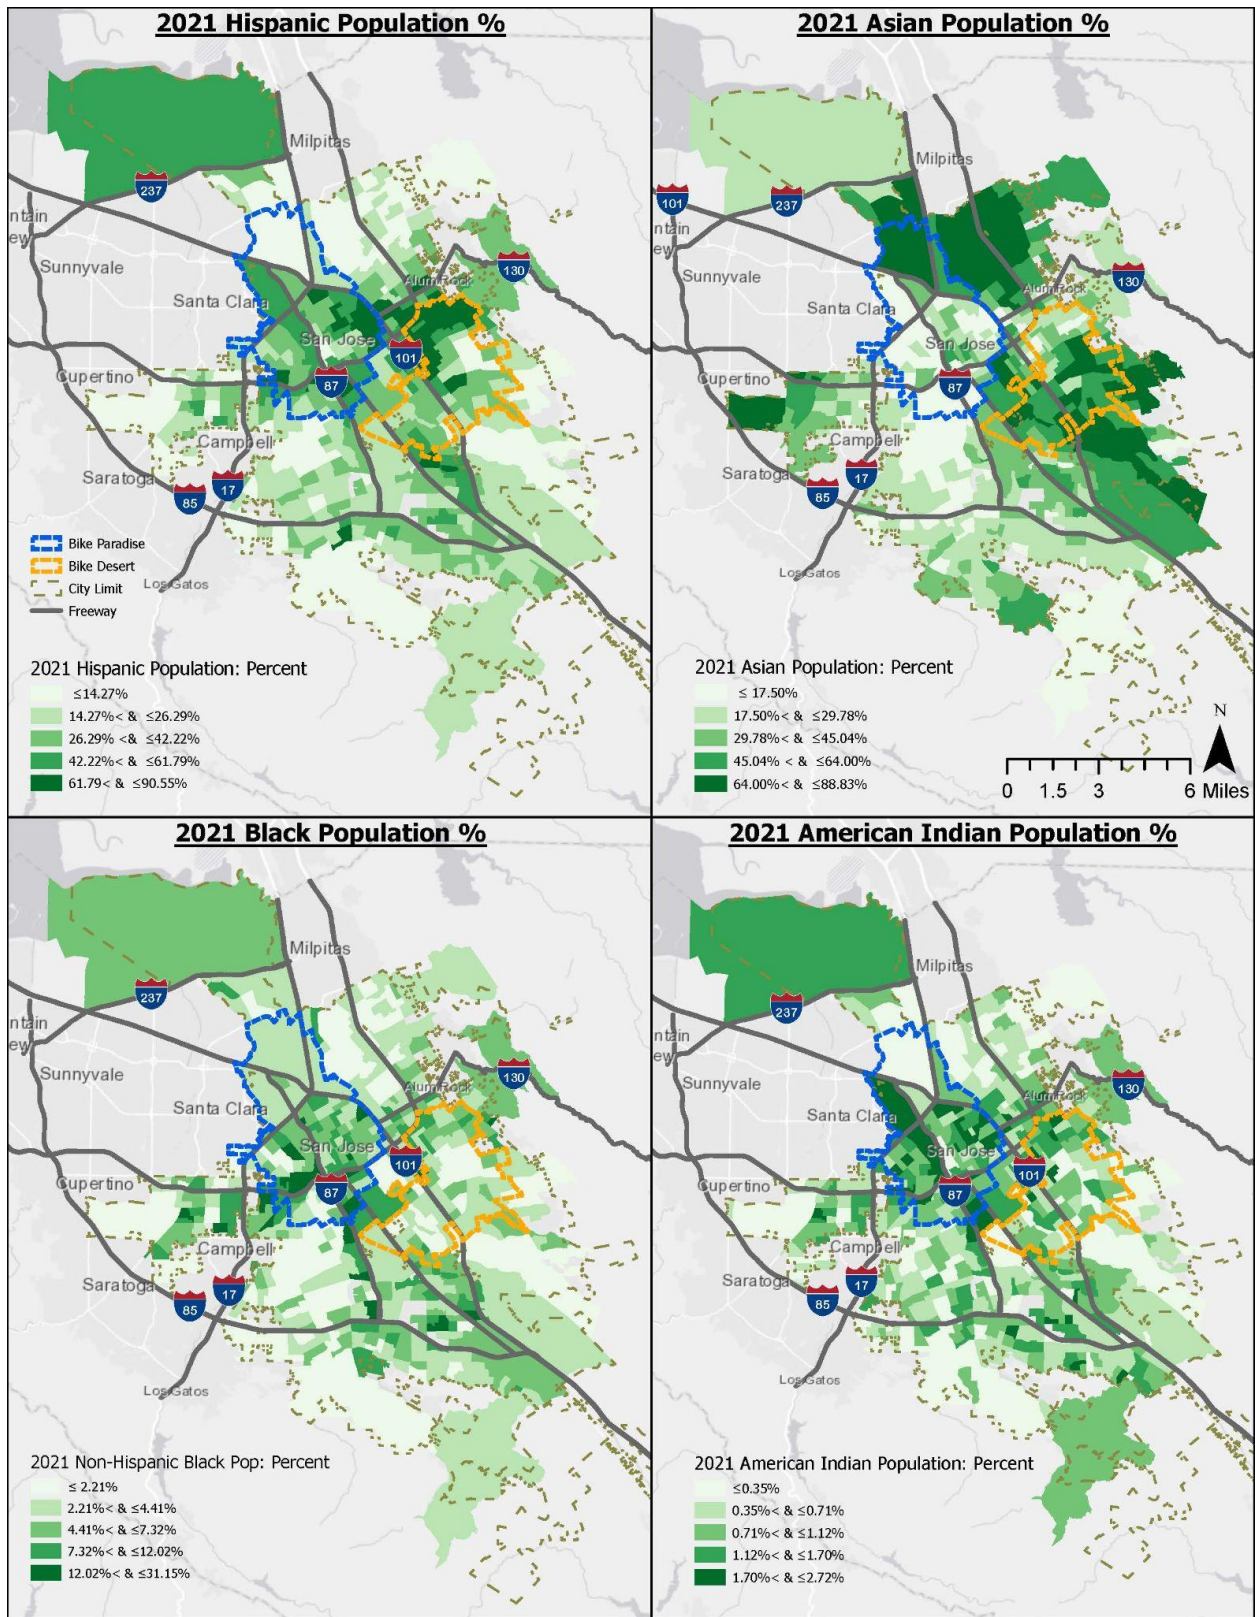 2021 Hispanic Population %
Milpitas
237
ntain
ew
Sunnyvale
130
Alum Rock
Santa Clara
San Jose
101
Cupertino
87
Campbell
Saratoga
17
85
Bike Paradise
Bike Desert
City Limit
Freeway
Los Gatos
2021 Hispanic Population: Percent
≤14.27%
14.27%< & ≤26.29%
26.29% <& ≤42.22%
42.22% <& ≤61.79%
61.79< & ≤90.55%
2021 Asian Population %
Milpitas
101
237
ntain
ew
Sunnyvale
130
Alum Rock
Santa Clara
San Jose
Cupertino
87
Campbell
Saratoga
17
85
Los Gatos
2021 Asian Population: Percent
≤ 17.50%
17.50%< & ≤29.78%
29.78%< & ≤45.04%
45.04% < & ≤64.00%
64.00%< & ≤88.83%
N
0 1.5 3 6 Miles
2021 Black Population %
Milpitas
237
ntain
ew
Sunnyvale
130
Alum Rock
Santa Clara
San Jose
101
Cupertino
87
Campbell
Saratoga
17
85
Los Gatos
2021 Non-Hispanic Black Pop: Percent
≤ 2.21%
2.21%< & ≤4.41%
4.41%< & ≤7.32%
7.32%< & ≤12.02%
12.02%< & ≤31.15%
2021 American Indian Population %
Milpitas
237
ntain
ew
Sunnyvale
130
Alum Rock
Santa Clara
San Jose
101
Cupertino
87
Campbell
Saratoga
17
85
Los Gatos
2021 American Indian Population: Percent
≤0.35%
0.35%< & ≤0.71%
0.71%< & ≤1.12%
1.12%< & ≤1.70%
1.70%< & ≤2.72%